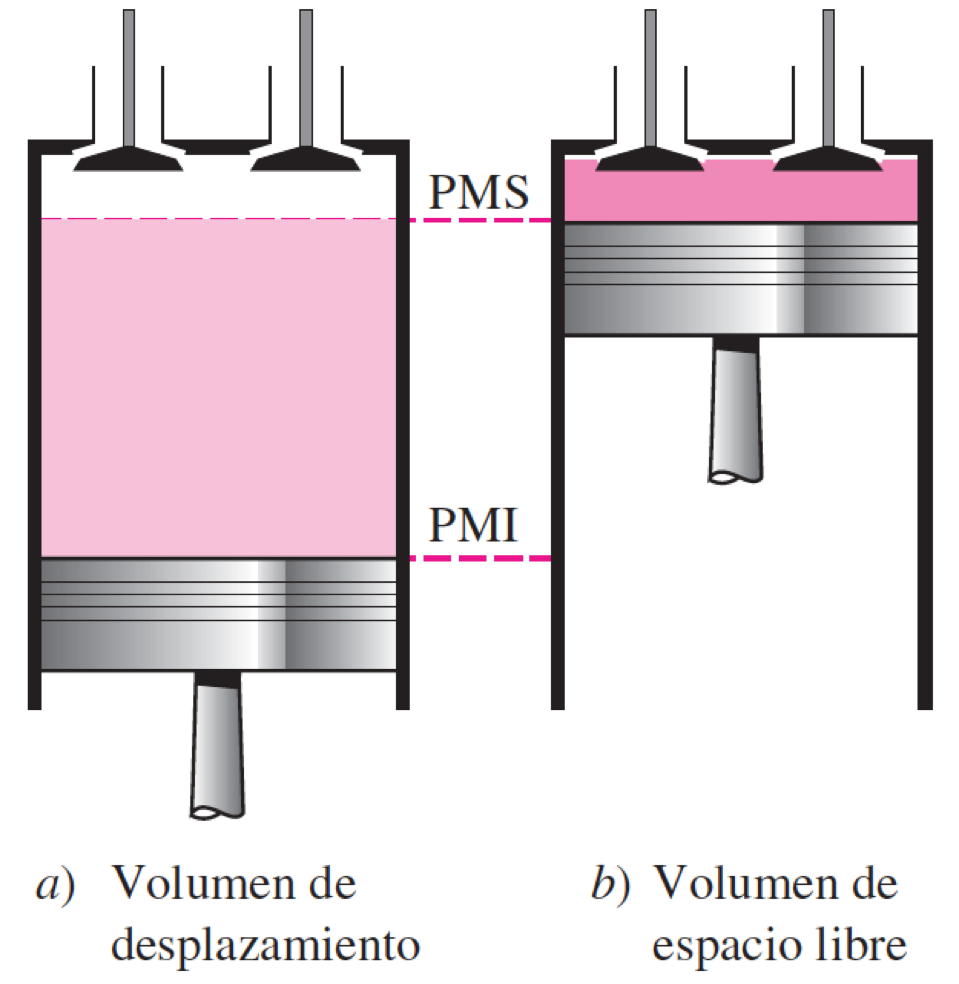 PMS
PMI
a) Volumen de
desplazamiento
b) Volumen de
espacio libre